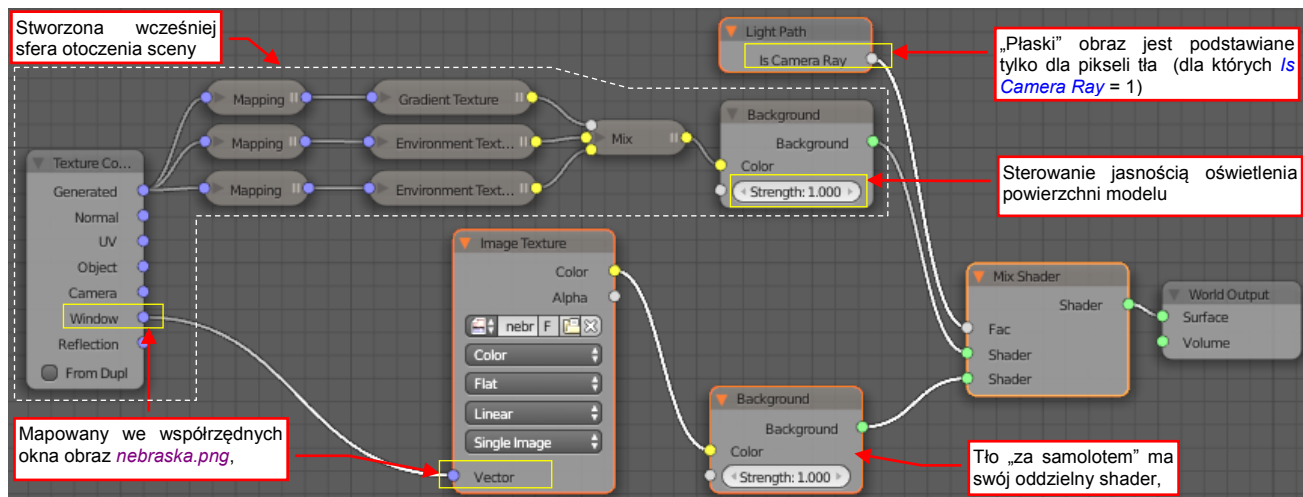 Stworzona wcześniej
sfera otoczenia sceny
Light Path
Is Camera Ray
„Płaski” obraz jest podstawiane
tylko dla pikseli tła (dla których Is
Camera Ray = 1)
Mapping
Gradient Texture
Mapping
Environment Text...
Mix
Mapping
Environment Text...
Background
Background
Color
Strength: 1.000
Sterowanie jasnością oświetlenia
powierzchni modelu
Texture Co...
Generated
Normal
UV
Object
Camera
Window
Reflection
From Dupl
Image Texture
Color
Alpha
nebr F
Color
Flat
Linear
Single Image
Vector
Mix Shader
Shader
Fac
Shader
Shader
World Output
Surface
Volume
Background
Background
Color
Strength: 1.000
Mapowany we współrzędnych
okna obraz nebraska.png,
Tło „za samolotem” ma
swój oddzielny shader,